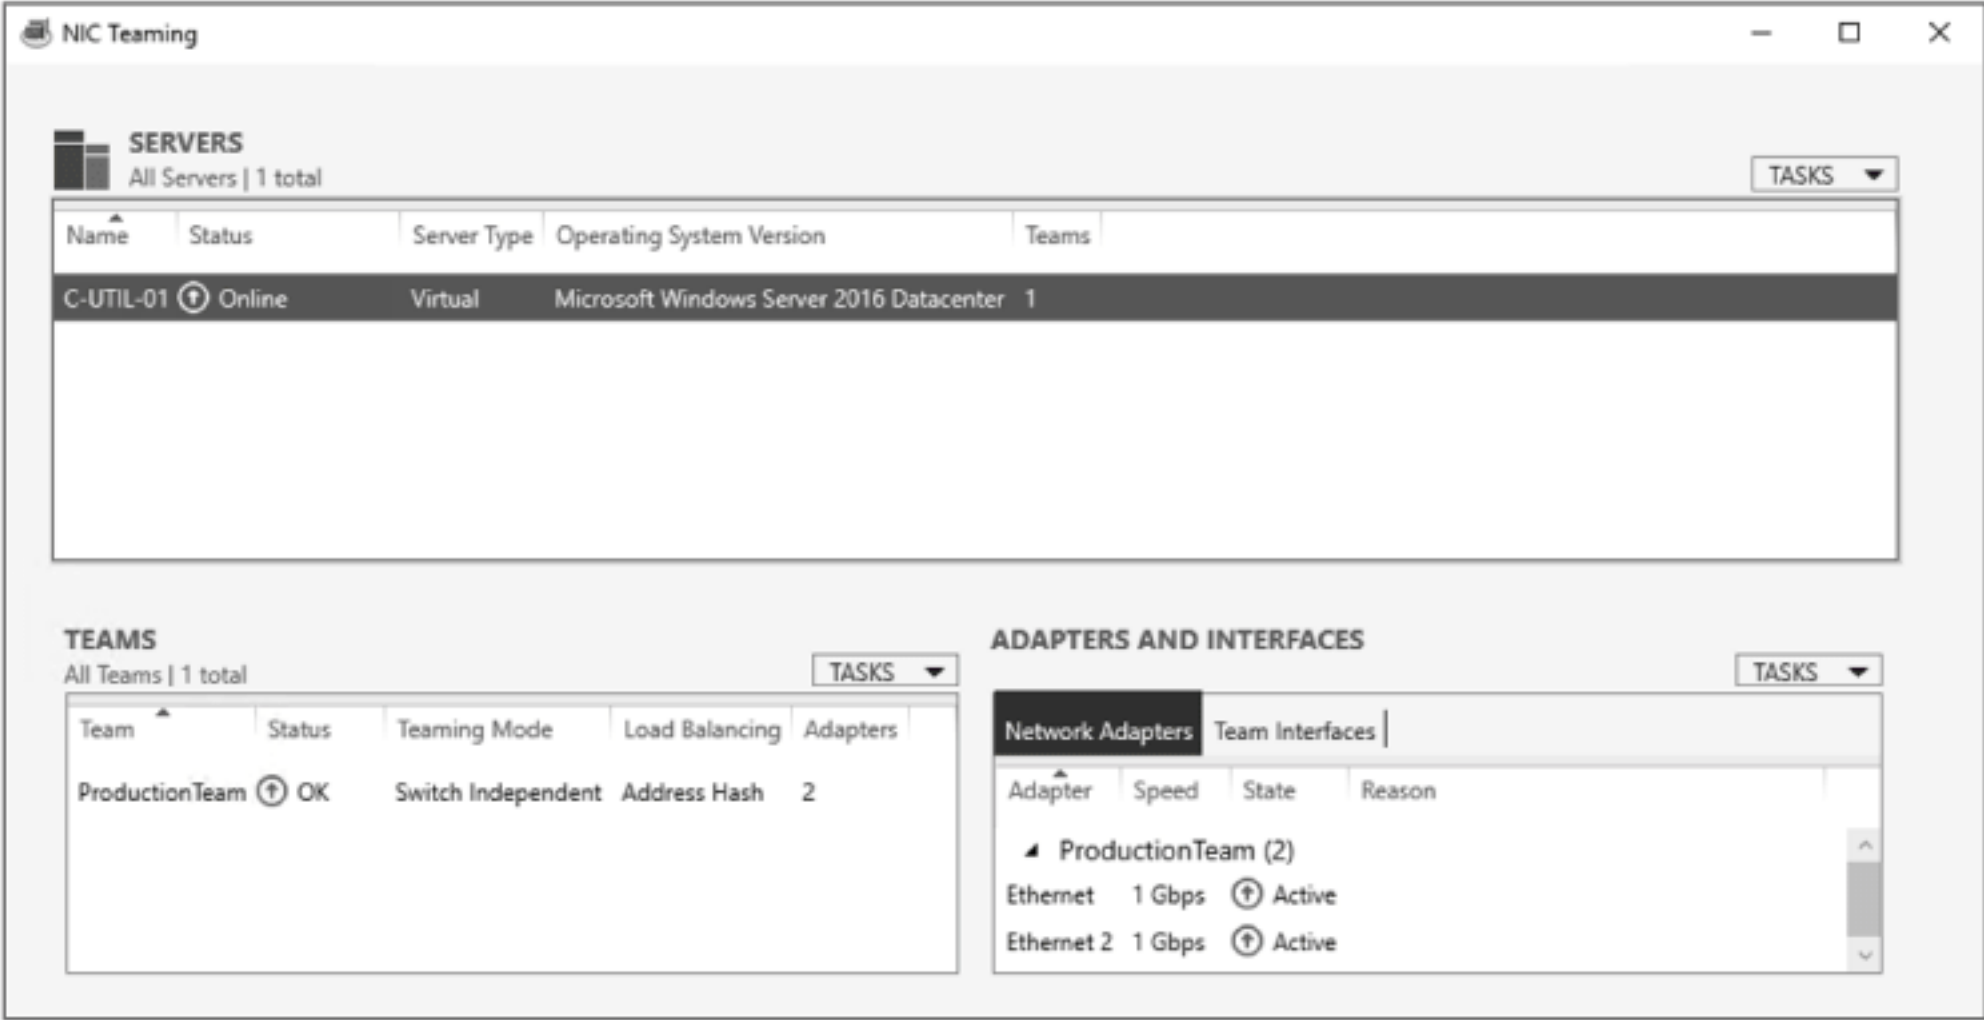 NIC Teaming
SERVERS
All Servers | 1 total
TASKS
Name Status Server Type Operating System Version Teams
C-UTIL-01 Online Virtual Microsoft Windows Server 2016 Datacenter 1
TEAMS
All Teams | 1 total
TASKS
Team Status Teaming Mode Load Balancing Adapters
ProductionTeam OK Switch Independent Address Hash 2
ADAPTERS AND INTERFACES
TASKS
Network Adapters Team Interfaces
Adapter Speed State Reason
ProductionTeam (2)
Ethernet 1 Gbps Active
Ethernet 2 1 Gbps Active